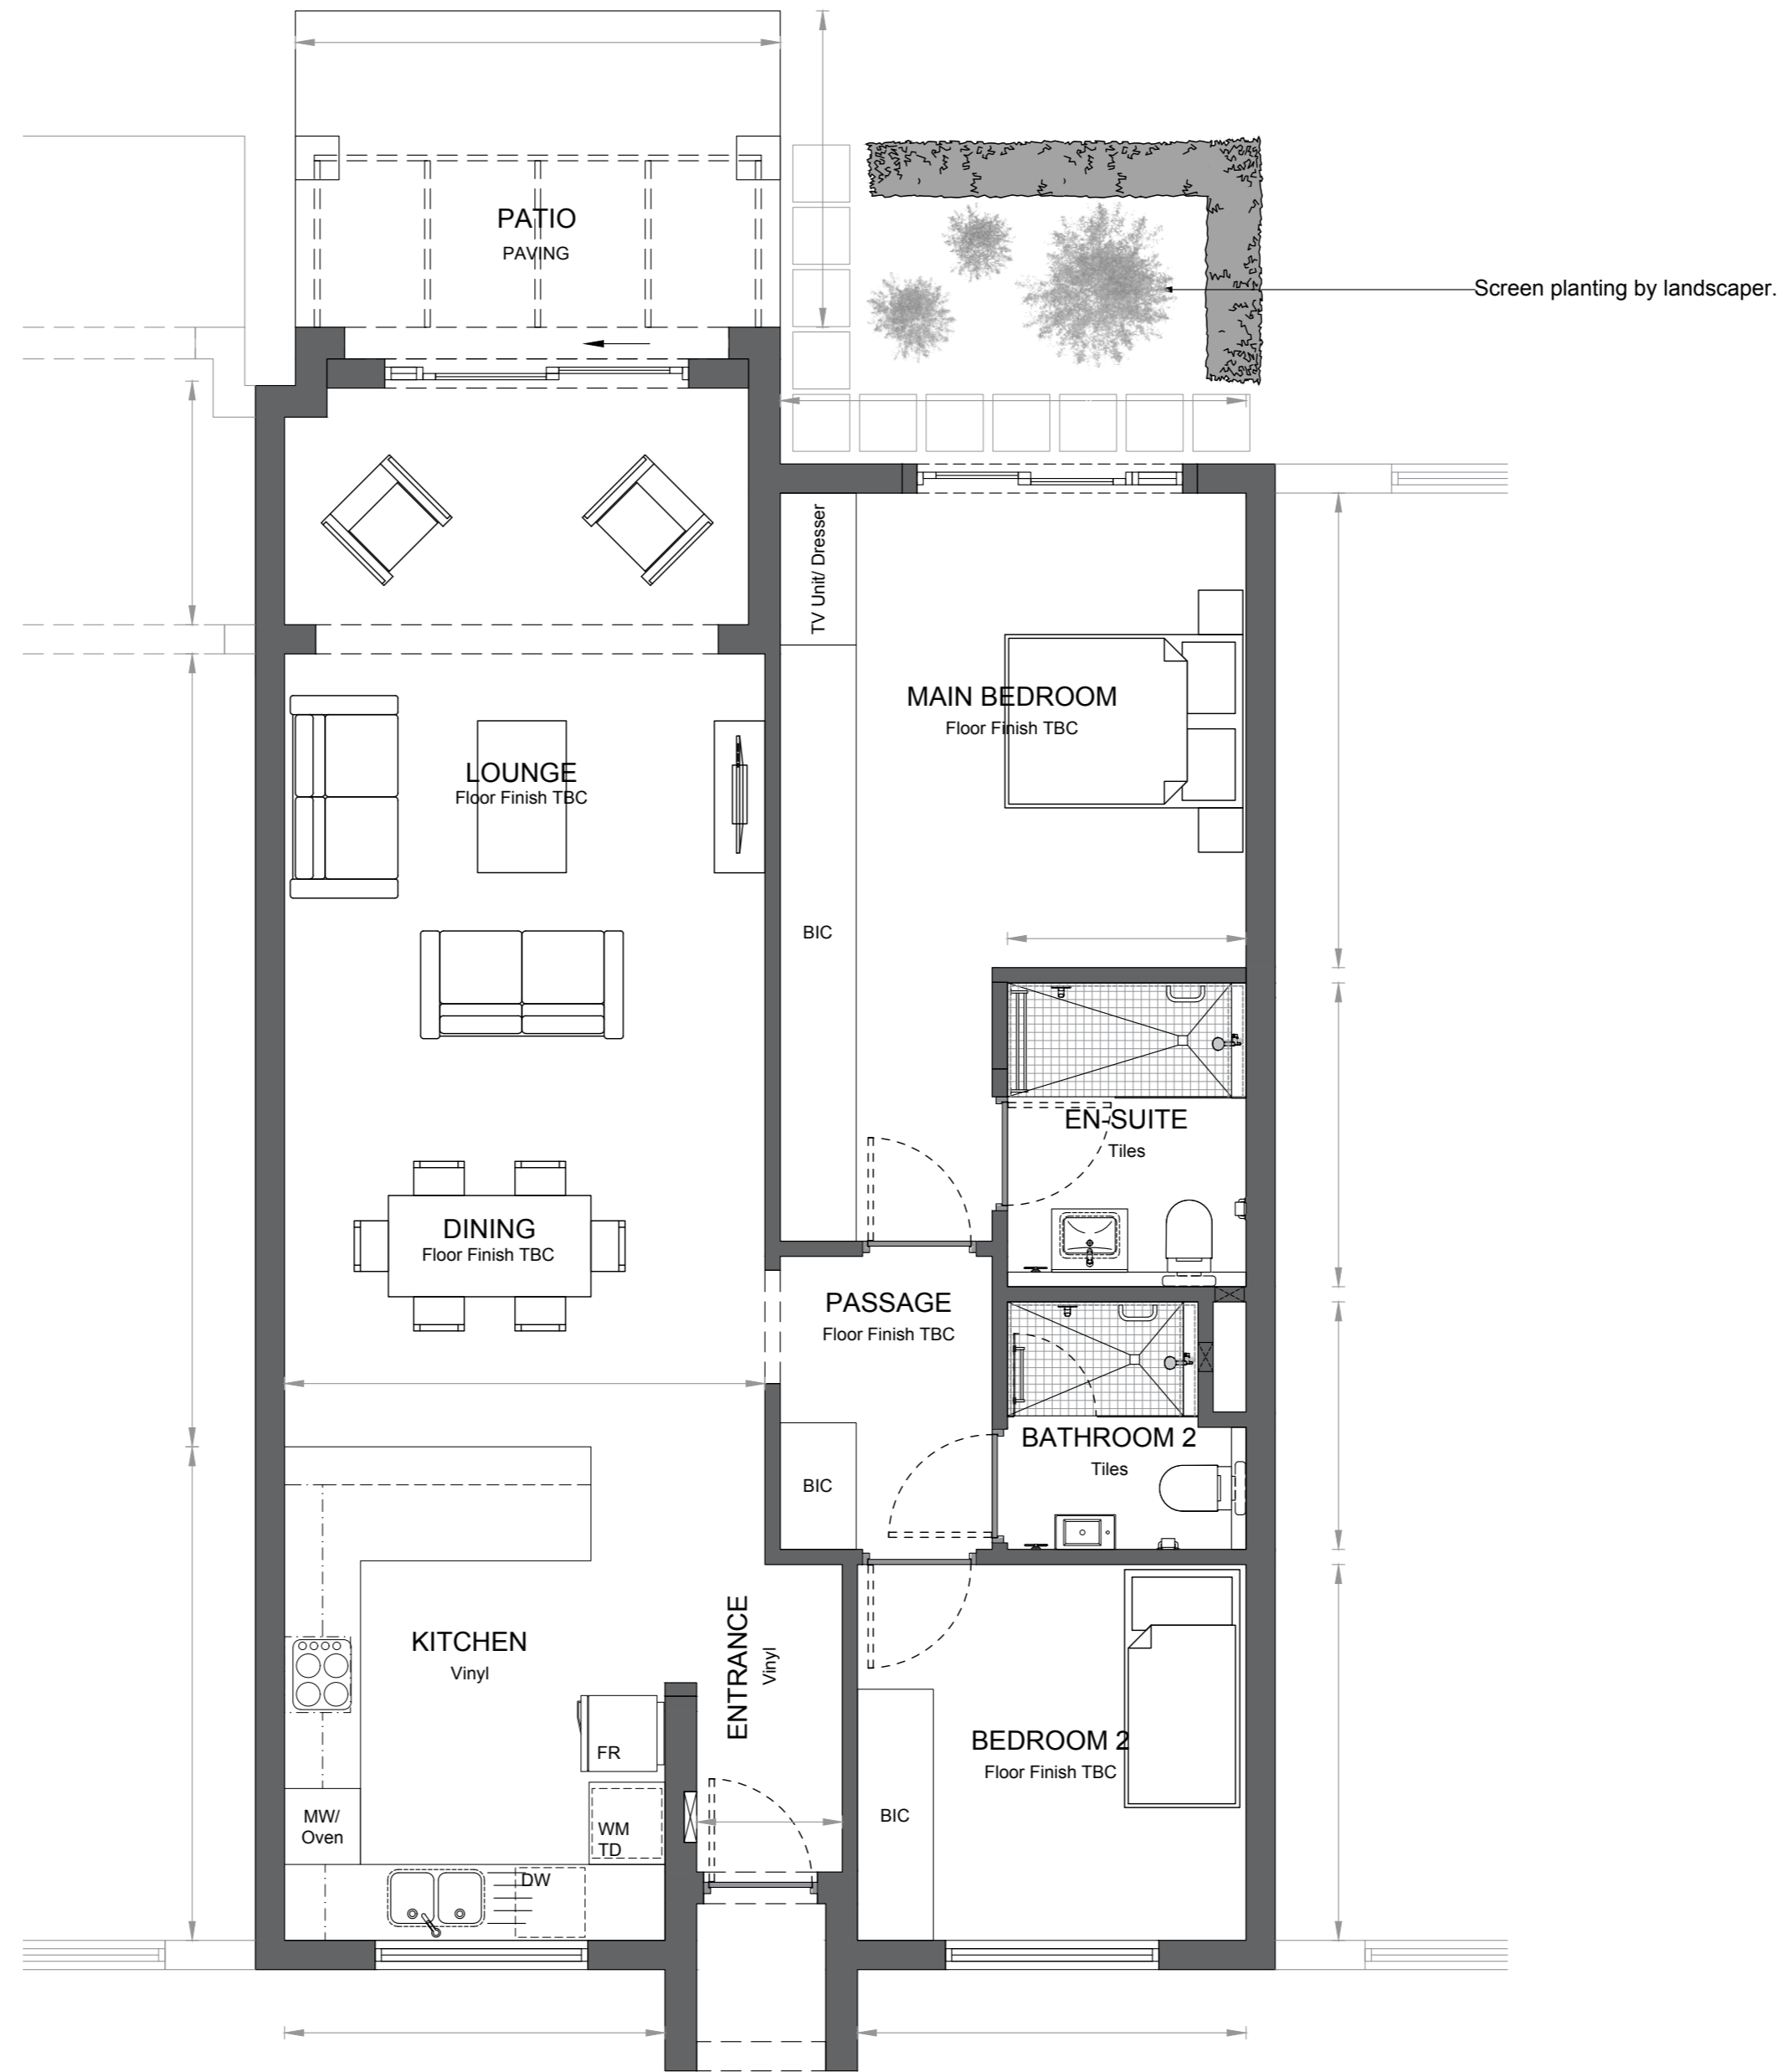 PATIO
PAVING
Screen planting by landscaper.
TV Unit/ Dresser
MAIN BEDROOM
Floor Finish TBC
LOUNGE
Floor Finish TBC
BIC
EN-SUITE
Tiles
DINING
Floor Finish TBC
PASSAGE
Floor Finish TBC
BATHROOM 2
Tiles
BIC
KITCHEN
Vinyl
ENTRANCE
Vinyl
FR
BEDROOM 2
Floor Finish TBC
MW/
Oven
WM
TD
BIC
DW